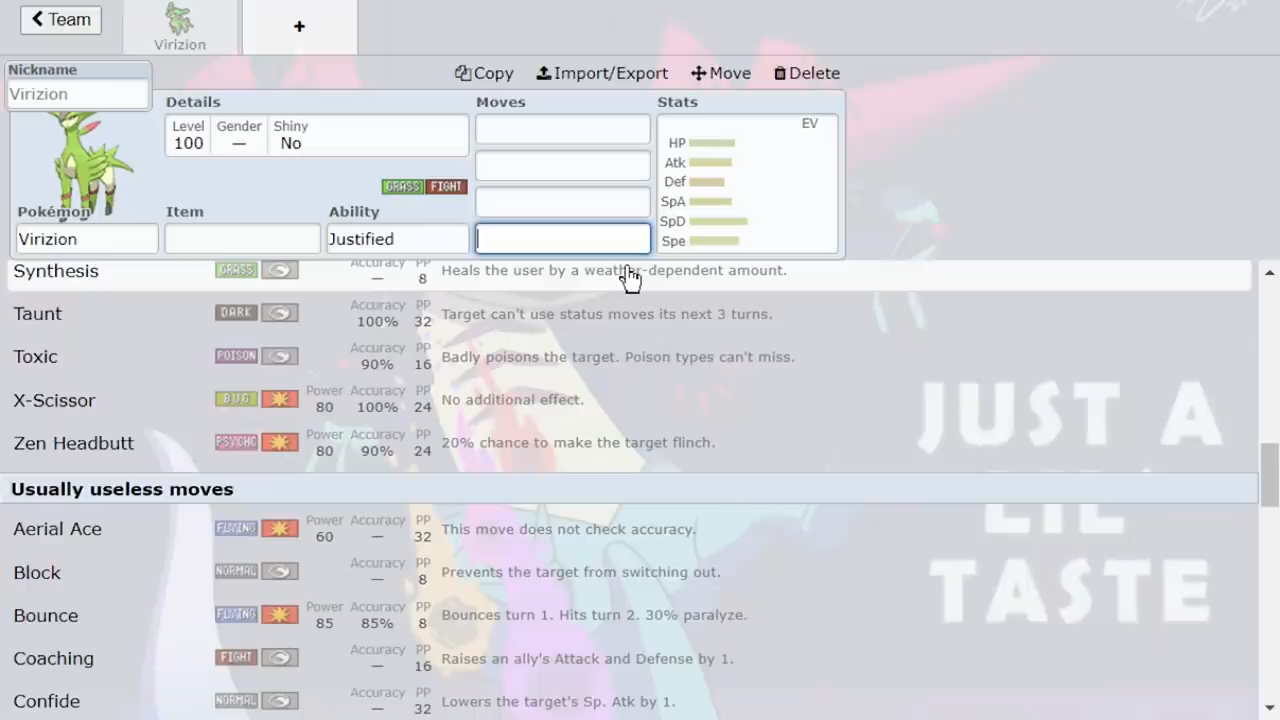 Team
Virizion
+
Nickname
Virizion
Copy
Import/Export
Move
Delete
Details
Moves
Stats
Level
100
Gender
—
Shiny
No
EV
HP
Atk
Def
SpA
SpD
Spe
GRASS FIGHT
Pokémon
Virizion
Item
Ability
Justified
Synthesis GRASS Accuracy — PP 8 Heals the user by a weather-dependent amount.
Taunt DARK Accuracy 100% PP 32 Target can't use status moves its next 3 turns.
Toxic POISON Accuracy 90% PP 16 Badly poisons the target. Poison types can't miss.
X-Scissor BUG Power 80 Accuracy 100% PP 24 No additional effect.
Zen Headbutt PSYCHC Power 80 Accuracy 90% PP 24 20% chance to make the target flinch.
Usually useless moves
Aerial Ace FLYING Power 60 Accuracy — PP 32 This move does not check accuracy.
Block NORMAL Accuracy — PP 8 Prevents the target from switching out.
Bounce FLYING Power 85 Accuracy 85% PP 8 Bounces turn 1. Hits turn 2. 30% paralyze.
Coaching FIGHT Accuracy — PP 16 Raises an ally's Attack and Defense by 1.
Confide NORMAL Accuracy — PP 32 Lowers the target's Sp. Atk by 1.
JUST A
LIL'
TASTE